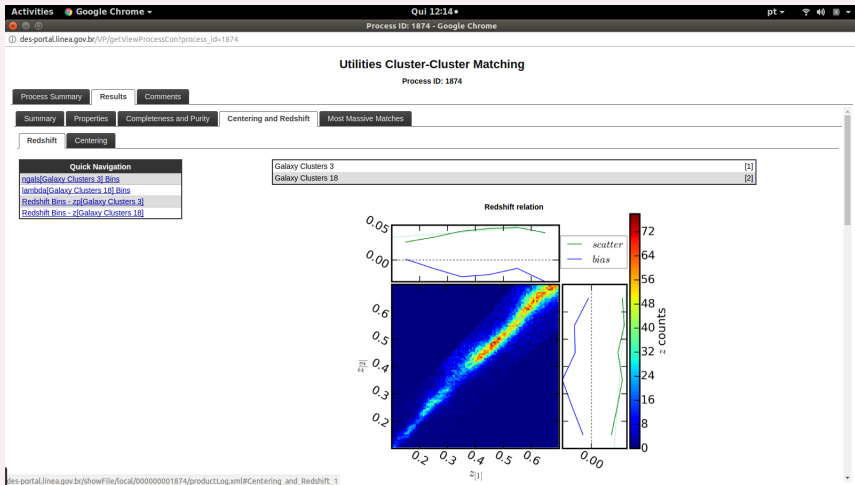 Activities Google Chrome ▾ Qui 12:14● pt ▾
Process ID: 1874 - Google Chrome
des-portal.linea.gov.br/VP/getViewProcessCon?process_id=1874
Utilities Cluster-Cluster Matching
Process ID: 1874
Process Summary Results Comments
Summary Properties Completeness and Purity Centering and Redshift Most Massive Matches
Redshift Centering
Quick Navigation
ngals[Galaxy Clusters 3] Bins
lambda[Galaxy Clusters 18] Bins
Redshift Bins - zp[Galaxy Clusters 3]
Redshift Bins - z[Galaxy Clusters 18]
Galaxy Clusters 3 [1]
Galaxy Clusters 18 [2]
Redshift relation
0.05
0.00
scatter
bias
72
64
56
48
40
32
24
16
8
0
z counts
0.6
0.5
0.4
0.3
0.2
z[2]
0.2 0.3 0.4 0.5 0.6
z[1]
0.00
des-portal.linea.gov.br/showFile/local/000000001874/productLog.xml#Centering_and_Redshift_1